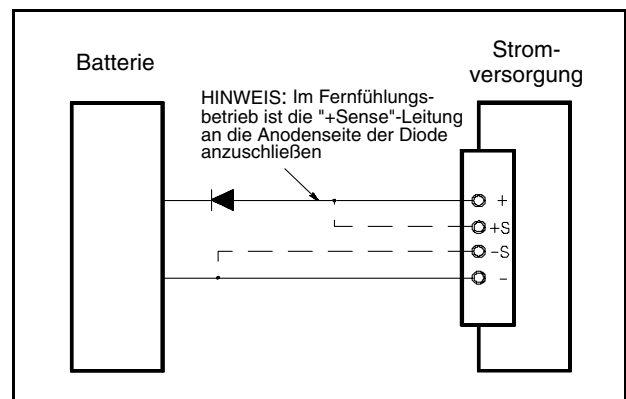 Batterie
Strom-
versorgung
HINWEIS: Im Fernfühlungs-
betrieb ist die "+Sense"-Leitung
an die Anodenseite der Diode
anzuschließen
+
+S
-S
-